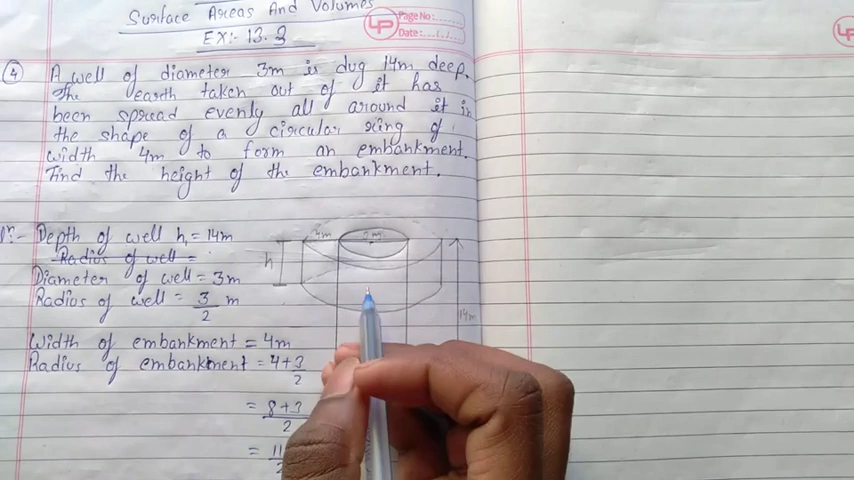 Surface Areas And Volumes
EX:- 13.3
LP Page No:
Date:
4 A well of diameter 3m is dug 14m deep.
The earth taken out of it has
been spread evenly all around it in
the shape of a circular ring of
width 4m to form an embankment.
Find the height of the embankment.
:- Depth of well h₁ = 14m
Radius of well =
Diameter of well = 3m
Radius of well = 3/2 m
Width of embankment = 4m
Radius of embankment = 4+3/2
= 8+3/2
= 11
4m
h
14m